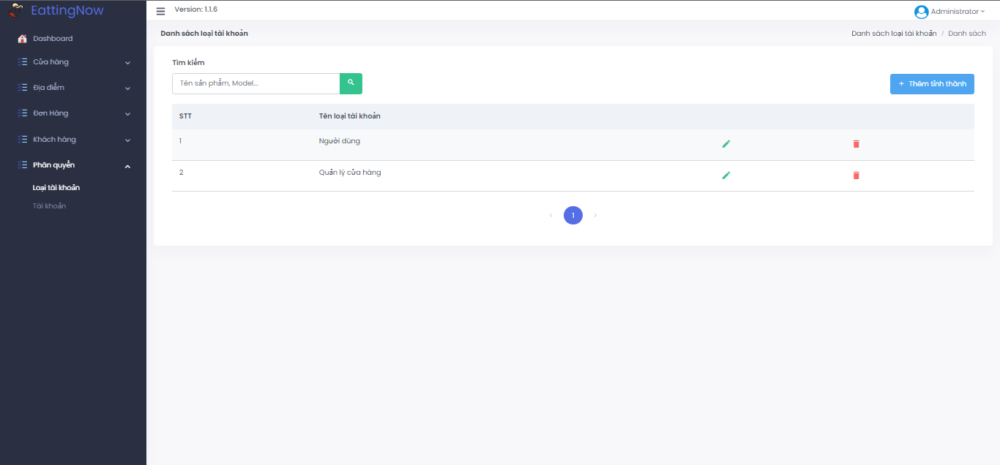 EattingNow
Dashboard
Cửa hàng
Địa điểm
Đơn Hàng
Khách hàng
Phân quyền
Loại tài khoản
Tài khoản
Version: 1.1.6
Administrator
Danh sách loại tài khoản
Danh sách loại tài khoản / Danh sách
Tìm kiếm
Tên sản phẩm, Model...
+ Thêm tỉnh thành
STT Tên loại tài khoản
1 Người dùng
2 Quản lý cửa hàng
‹ 1 ›